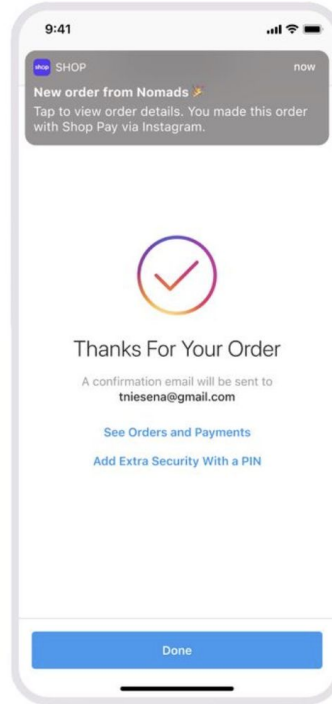 9:41
shop SHOP now
New order from Nomads 🎉
Tap to view order details. You made this order
with Shop Pay via Instagram.
Thanks For Your Order
A confirmation email will be sent to
tniesena@gmail.com
See Orders and Payments
Add Extra Security With a PIN
Done